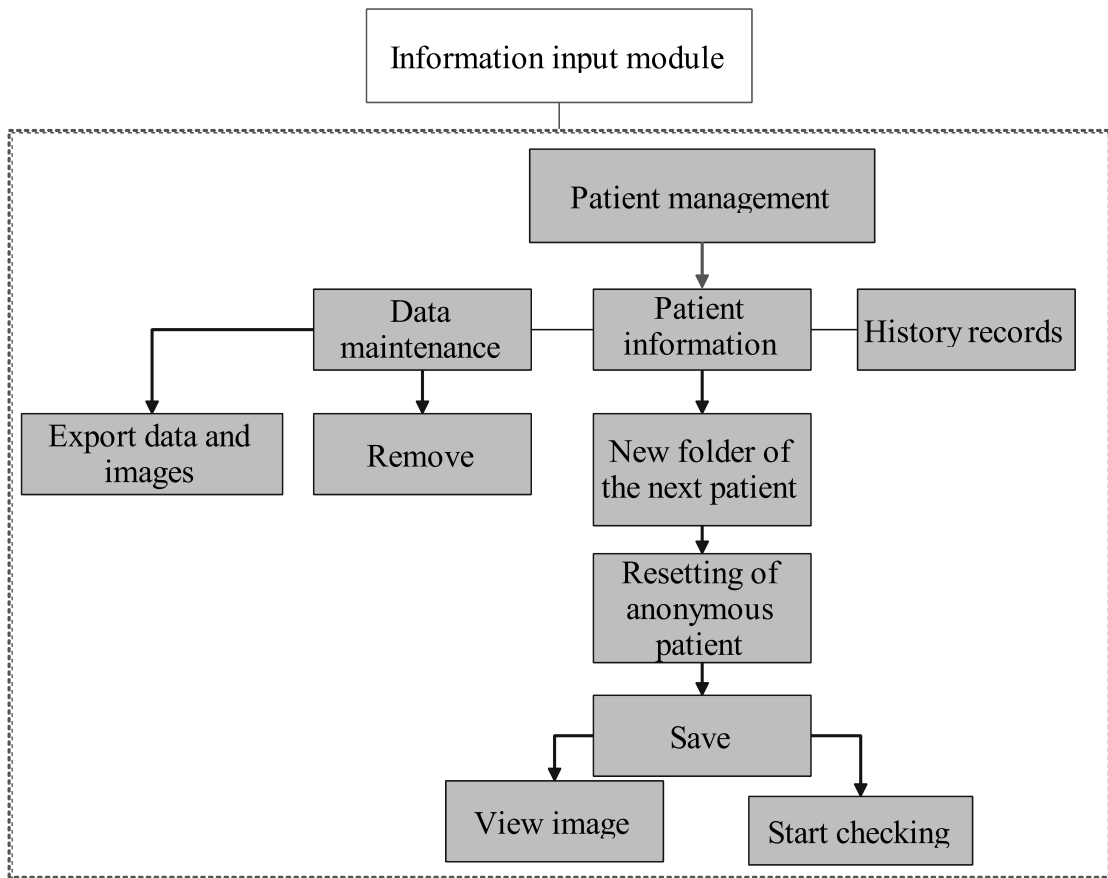 Information input module
Patient management
Data
maintenance
Patient
information
History records
Export data and
images
Remove
New folder of
the next patient
Resetting of
anonymous
patient
Save
View image
Start checking